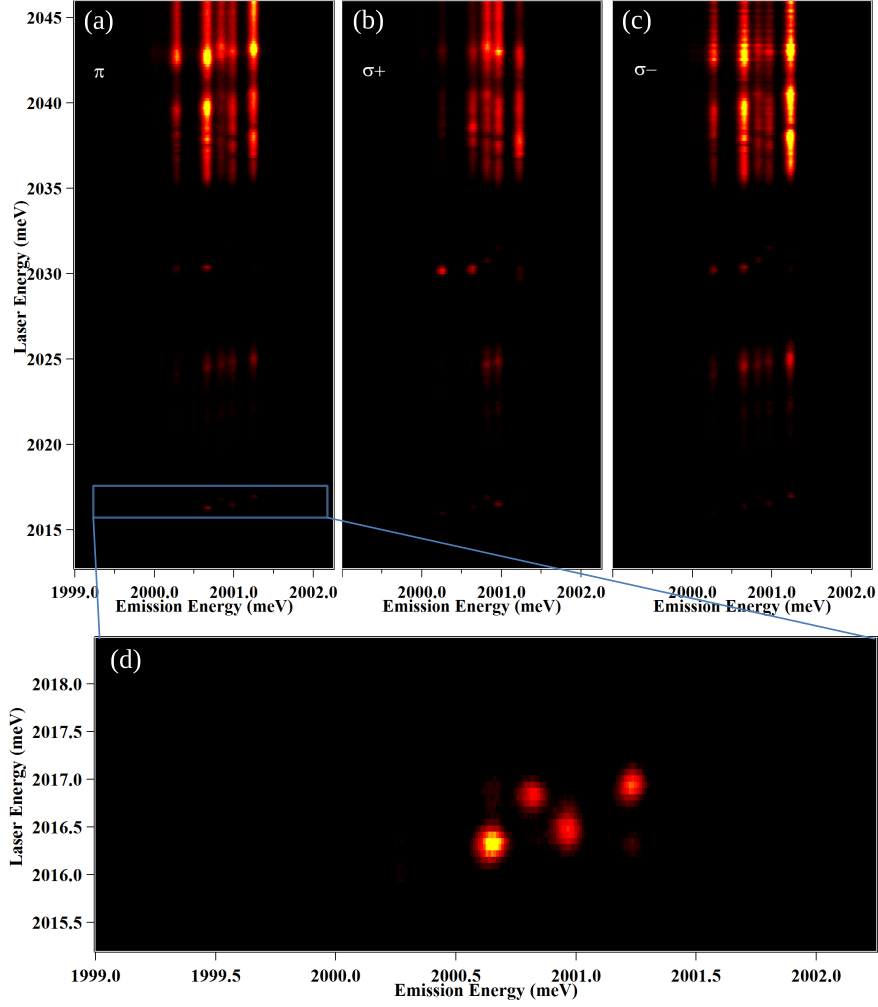 (a)
(b)
(c)
π
σ+
σ−
2045
2040
2035
2030
2025
2020
2015
Laser Energy (meV)
1999.0 2000.0 2001.0 2002.0
2000.0 2001.0 2002.0
2000.0 2001.0 2002.0
Emission Energy (meV)
Emission Energy (meV)
Emission Energy (meV)
(d)
2018.0
2017.5
2017.0
2016.5
2016.0
2015.5
Laser Energy (meV)
1999.0 1999.5 2000.0 2000.5 2001.0 2001.5 2002.0
Emission Energy (meV)